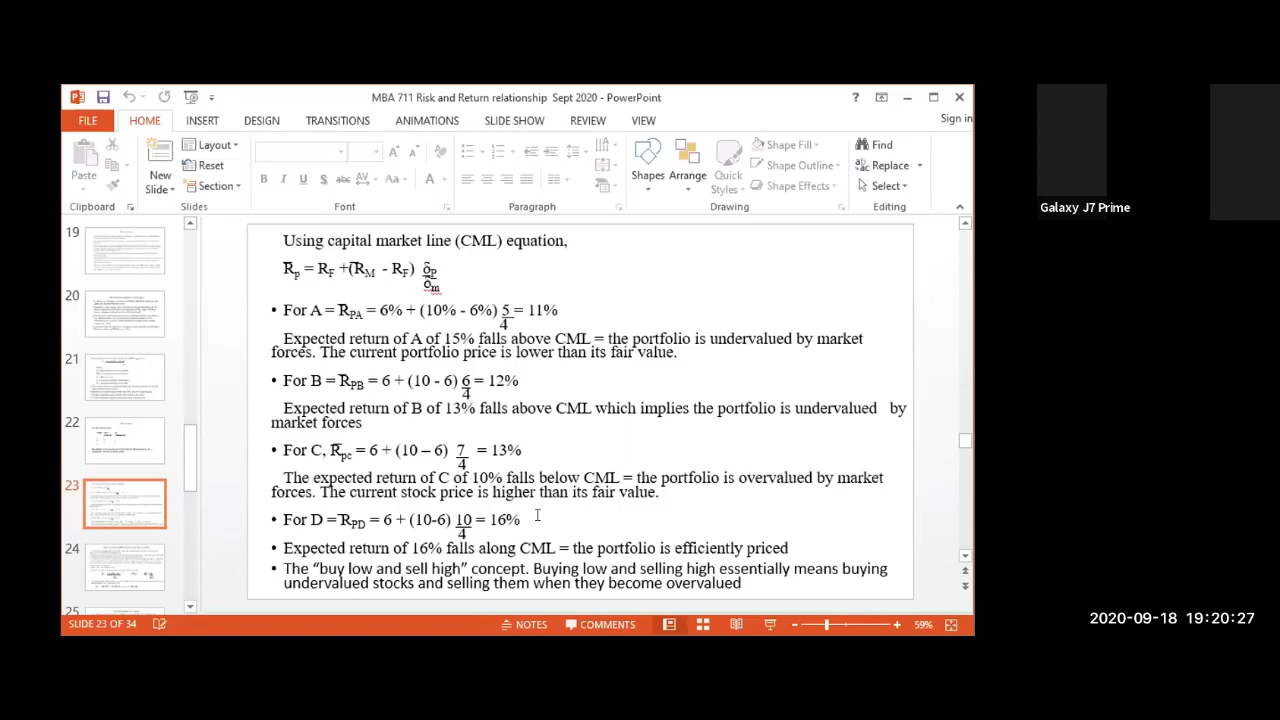 MBA 711 Risk and Return relationship Sept 2020 - PowerPoint
Sign in
FILE HOME INSERT DESIGN TRANSITIONS ANIMATIONS SLIDE SHOW REVIEW VIEW
Paste
New Slide
Layout
Reset
Section
B I U S abc AV Aa A
Shapes Arrange Quick Styles
Shape Fill
Shape Outline
Shape Effects
Find
Replace
Select
Clipboard Slides Font Paragraph Drawing Editing
Galaxy J7 Prime
19
20
21
22
23
24
25
Using capital market line (CML) equation,
R̅p = RF +(R̅M - RF) δP
δm
A = R̅PA (10% - 6%) 5 = 11%
4
Expected return of A of 15% falls above CML = the portfolio is undervalued by market
forces. The current portfolio price is lower than its fair value.
For B = R̅PB (10 - 6) 6 = 12%
4
Expected return of B of 13% falls above CML which implies the portfolio is undervalued by
market forces
• For C, R̅pc = 6 + (10 – 6) 7 = 13%
4
The expected return of C of 10% falls below CML = the portfolio is overvalued by market
forces. The current stock price is higher than its fair value.
• For D = R̅PD = 6 + (10-6) 10 = 16%
4
• Expected return of 16% falls along CML = the portfolio is efficiently priced
• The “buy low and sell high” concept. Buying low and selling high essentially means buying
undervalued stocks and selling them when they become overvalued
SLIDE 23 OF 34
NOTES COMMENTS 59%
2020-09-18 19:20:27